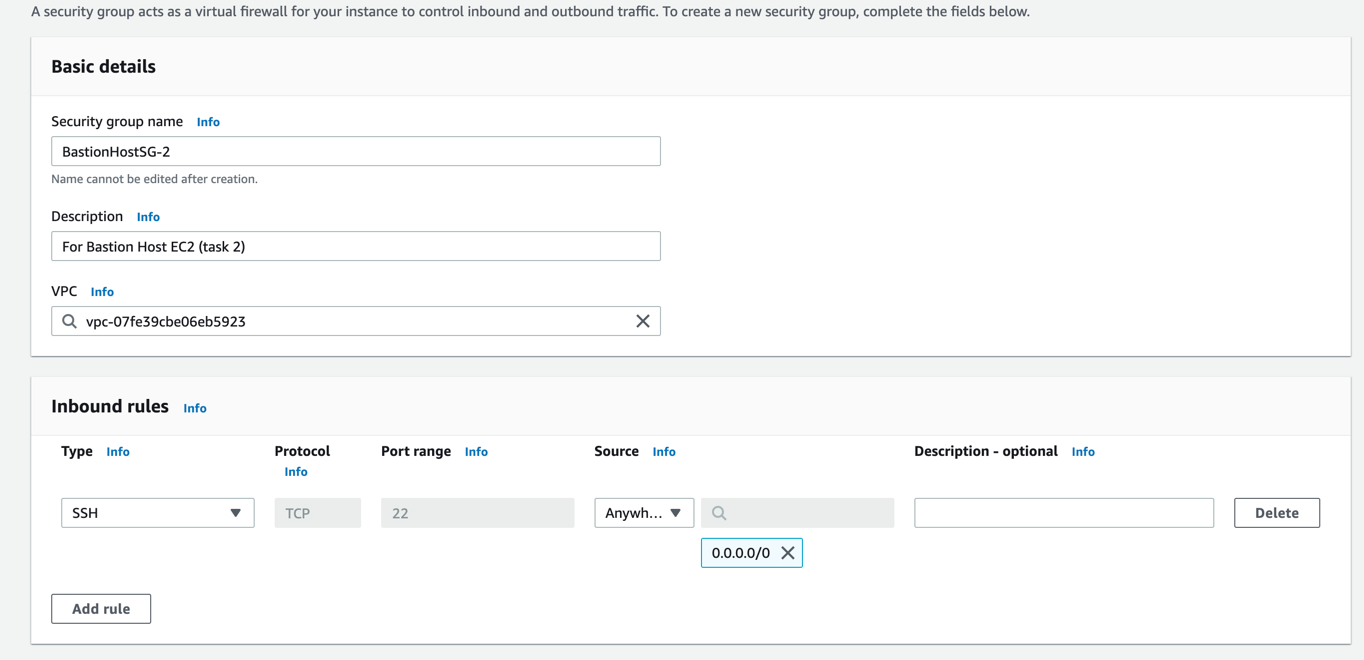 A security group acts as a virtual firewall for your instance to control inbound and outbound traffic. To create a new security group, complete the fields below.
Basic details
Security group name Info
BastionHostSG-2
Name cannot be edited after creation.
Description Info
For Bastion Host EC2 (task 2)
VPC Info
vpc-07fe39cbe06eb5923
Inbound rules Info
Type Info Protocol Info Port range Info Source Info Description - optional Info
SSH TCP 22 Anywh... Delete
0.0.0.0/0
Add rule